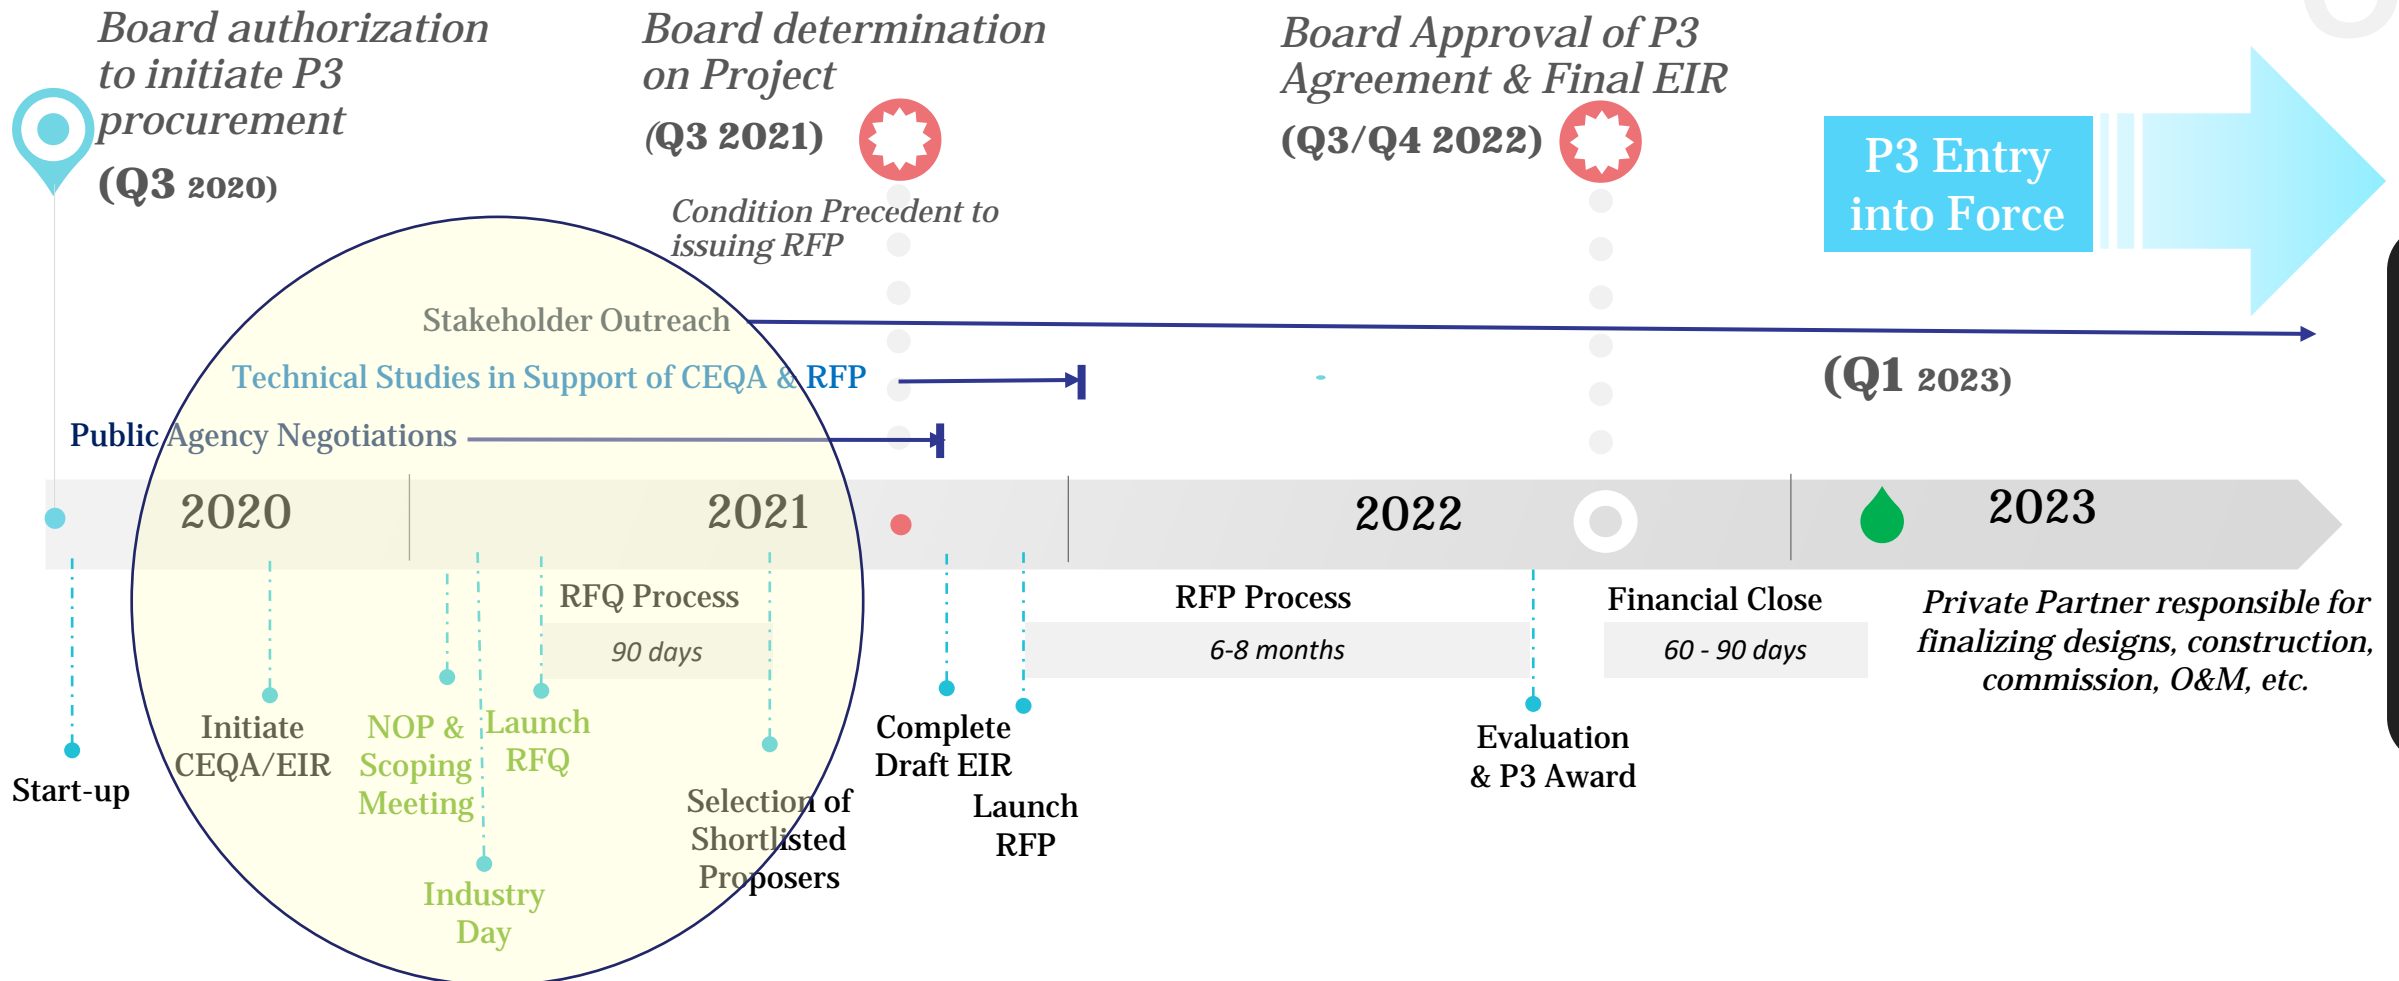 Board authorization
to initiate P3
procurement
(Q3 2020)
Board determination
on Project
(Q3 2021)
Condition Precedent to
issuing RFP
Board Approval of P3
Agreement & Final EIR
(Q3/Q4 2022)
P3 Entry
into Force
Stakeholder Outreach
Technical Studies in Support of CEQA & RFP
(Q1 2023)
Public Agency Negotiations
2020
2021
2022
2023
RFQ Process
90 days
RFP Process
6-8 months
Financial Close
60 - 90 days
Private Partner responsible for
finalizing designs, construction,
commission, O&M, etc.
Start-up
Initiate
CEQA/EIR
NOP &
Scoping
Meeting
Launch
RFQ
Industry
Day
Selection of
Shortlisted
Proposers
Complete
Draft EIR
Launch
RFP
Evaluation
& P3 Award